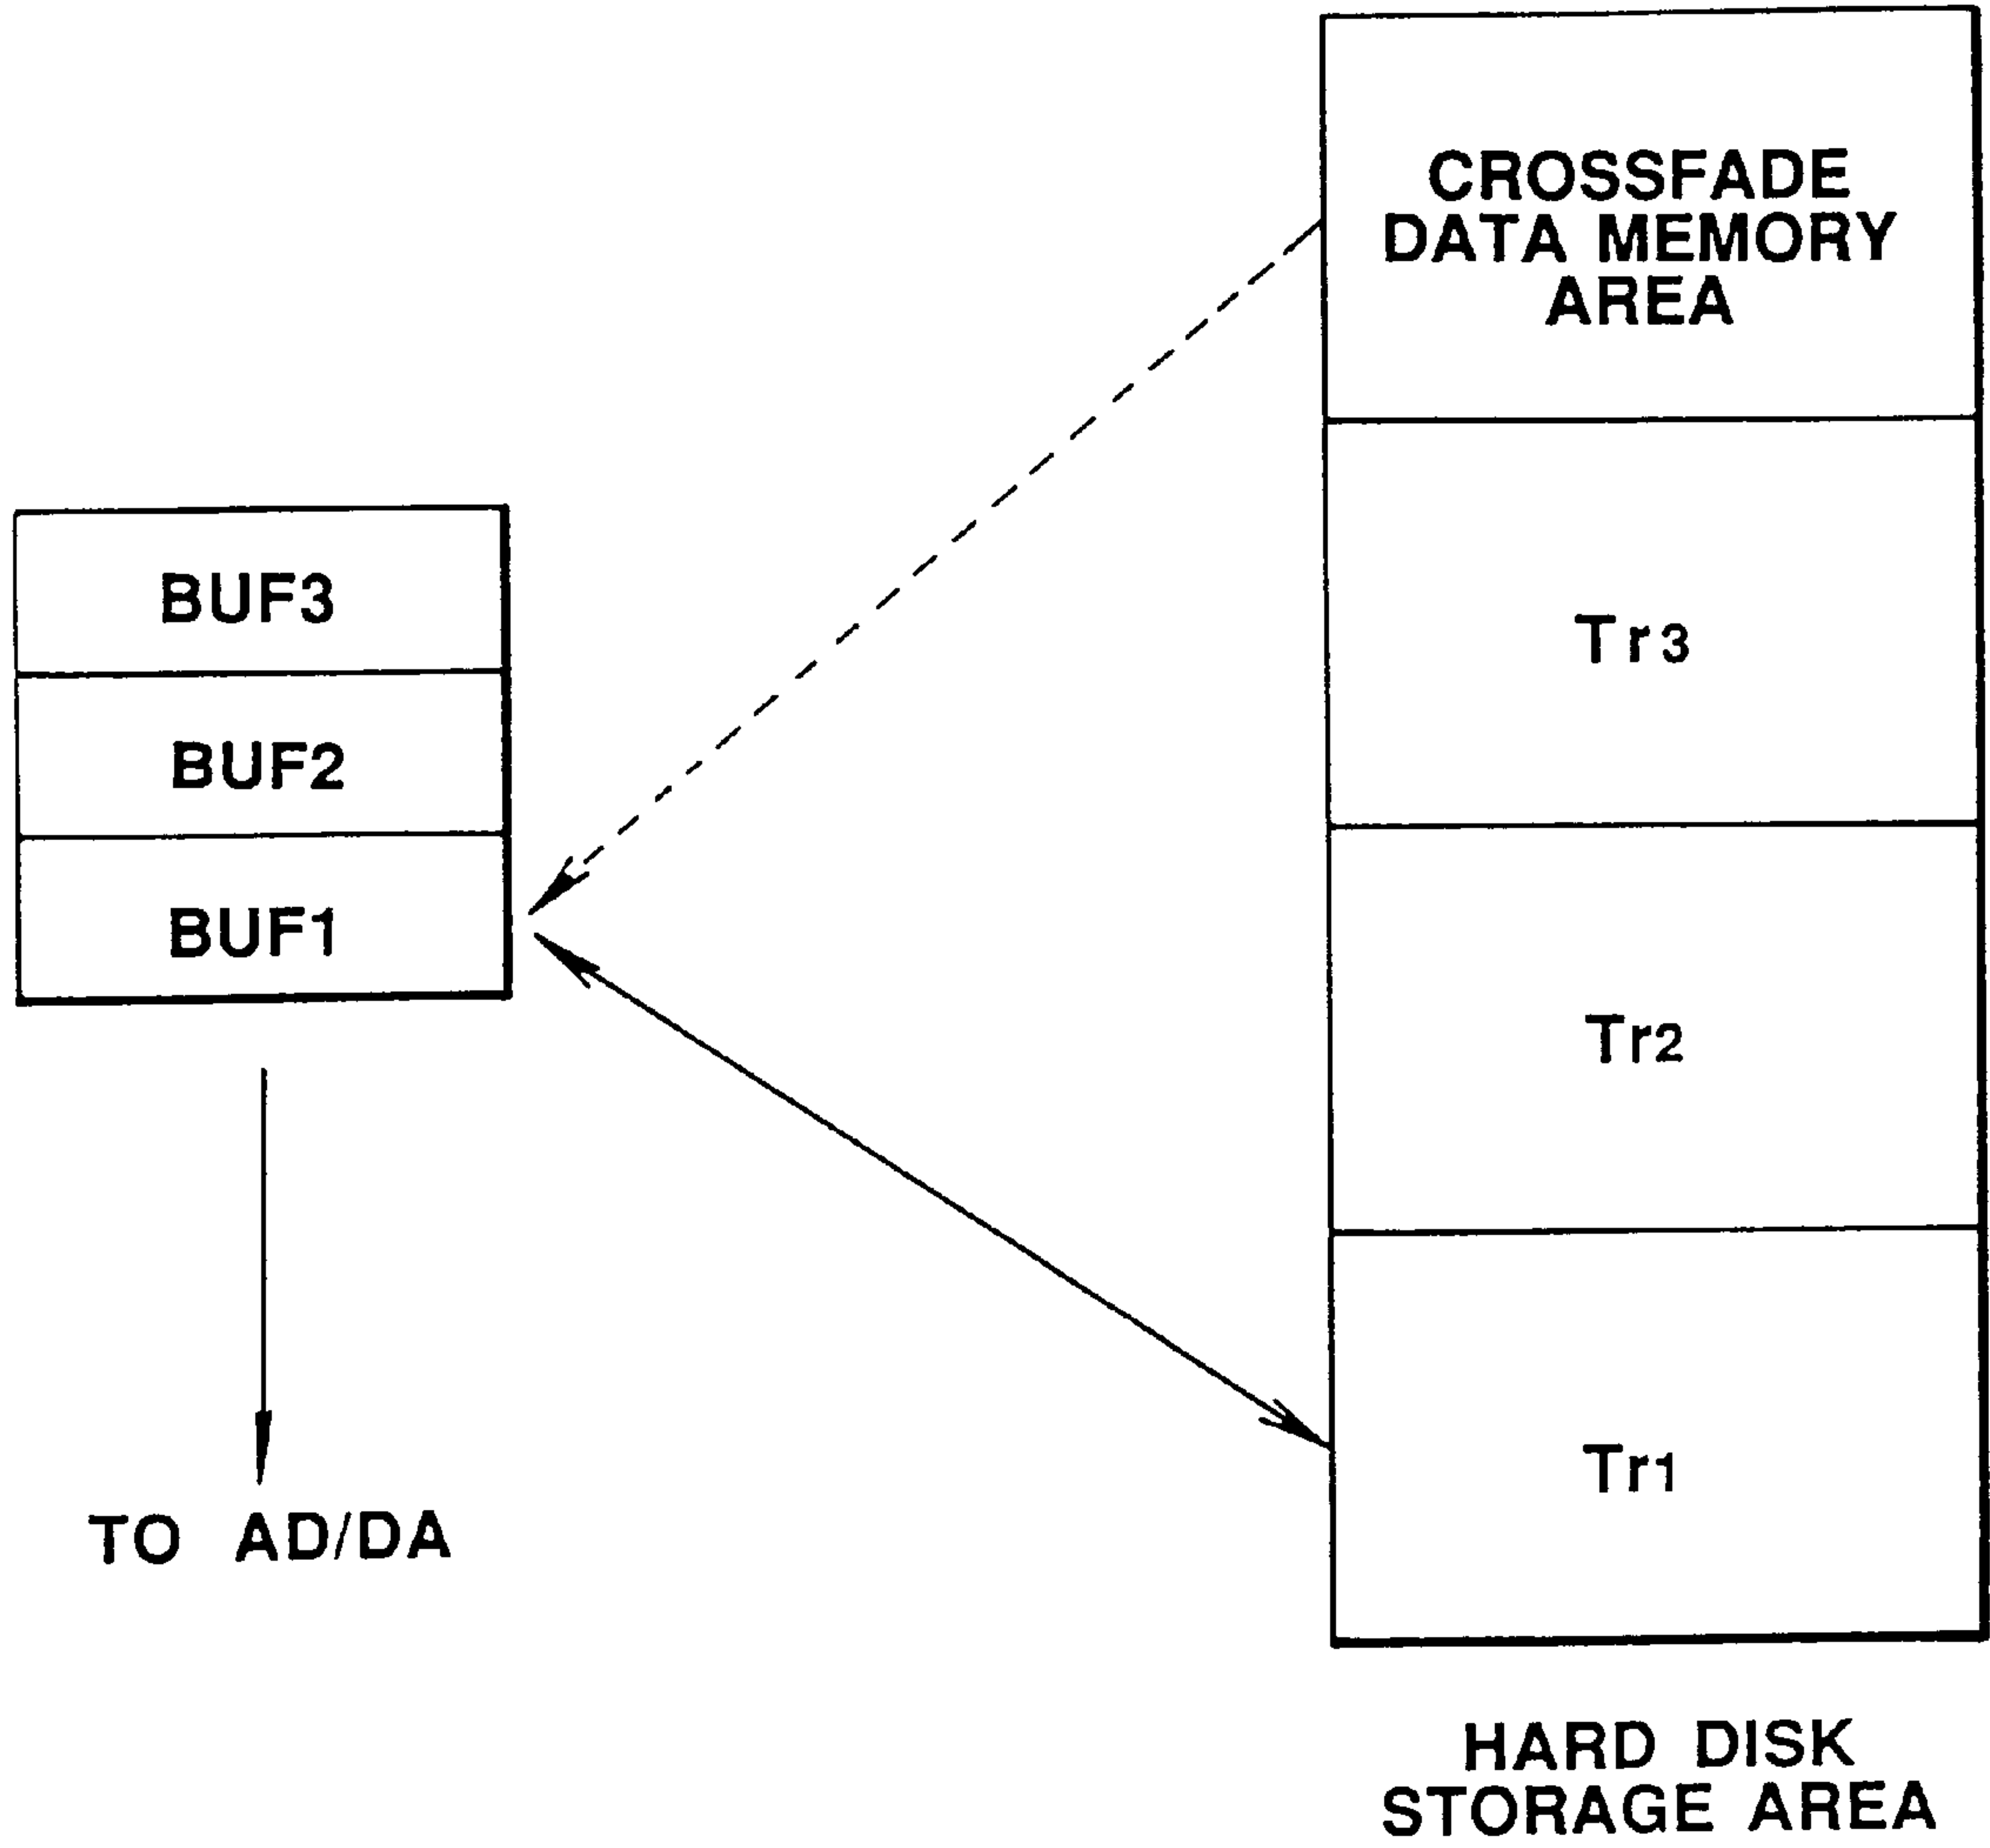 CROSSFADE
DATA MEMORY
AREA
BUF3
Tr3
BUF2
BUF1
Tr2
Tr1
TO AD/DA
HARD DISK
STORAGE AREA